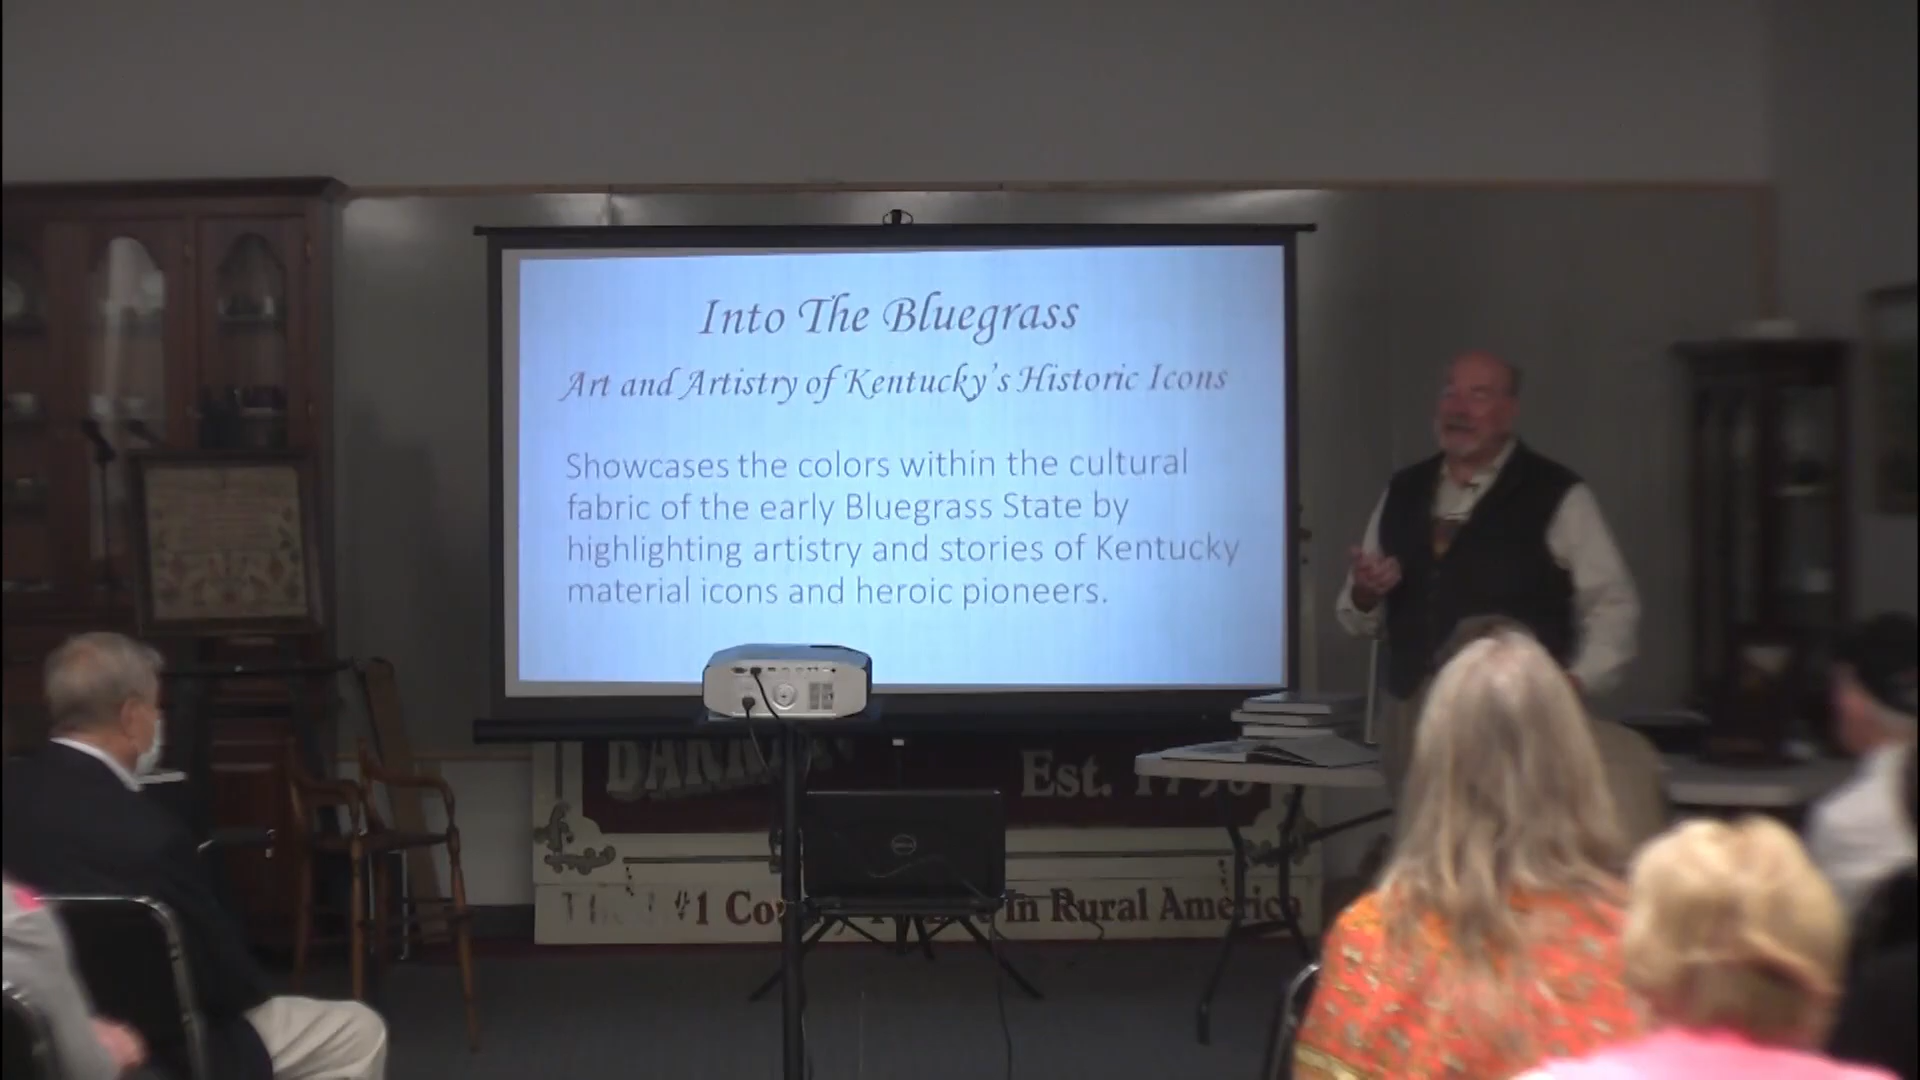 Into The Bluegrass
Art and Artistry of Kentucky's Historic Icons
Showcases the colors within the cultural
fabric of the early Bluegrass State by
highlighting artistry and stories of Kentucky
material icons and heroic pioneers.
Est.
#1 In Rural America
DELL